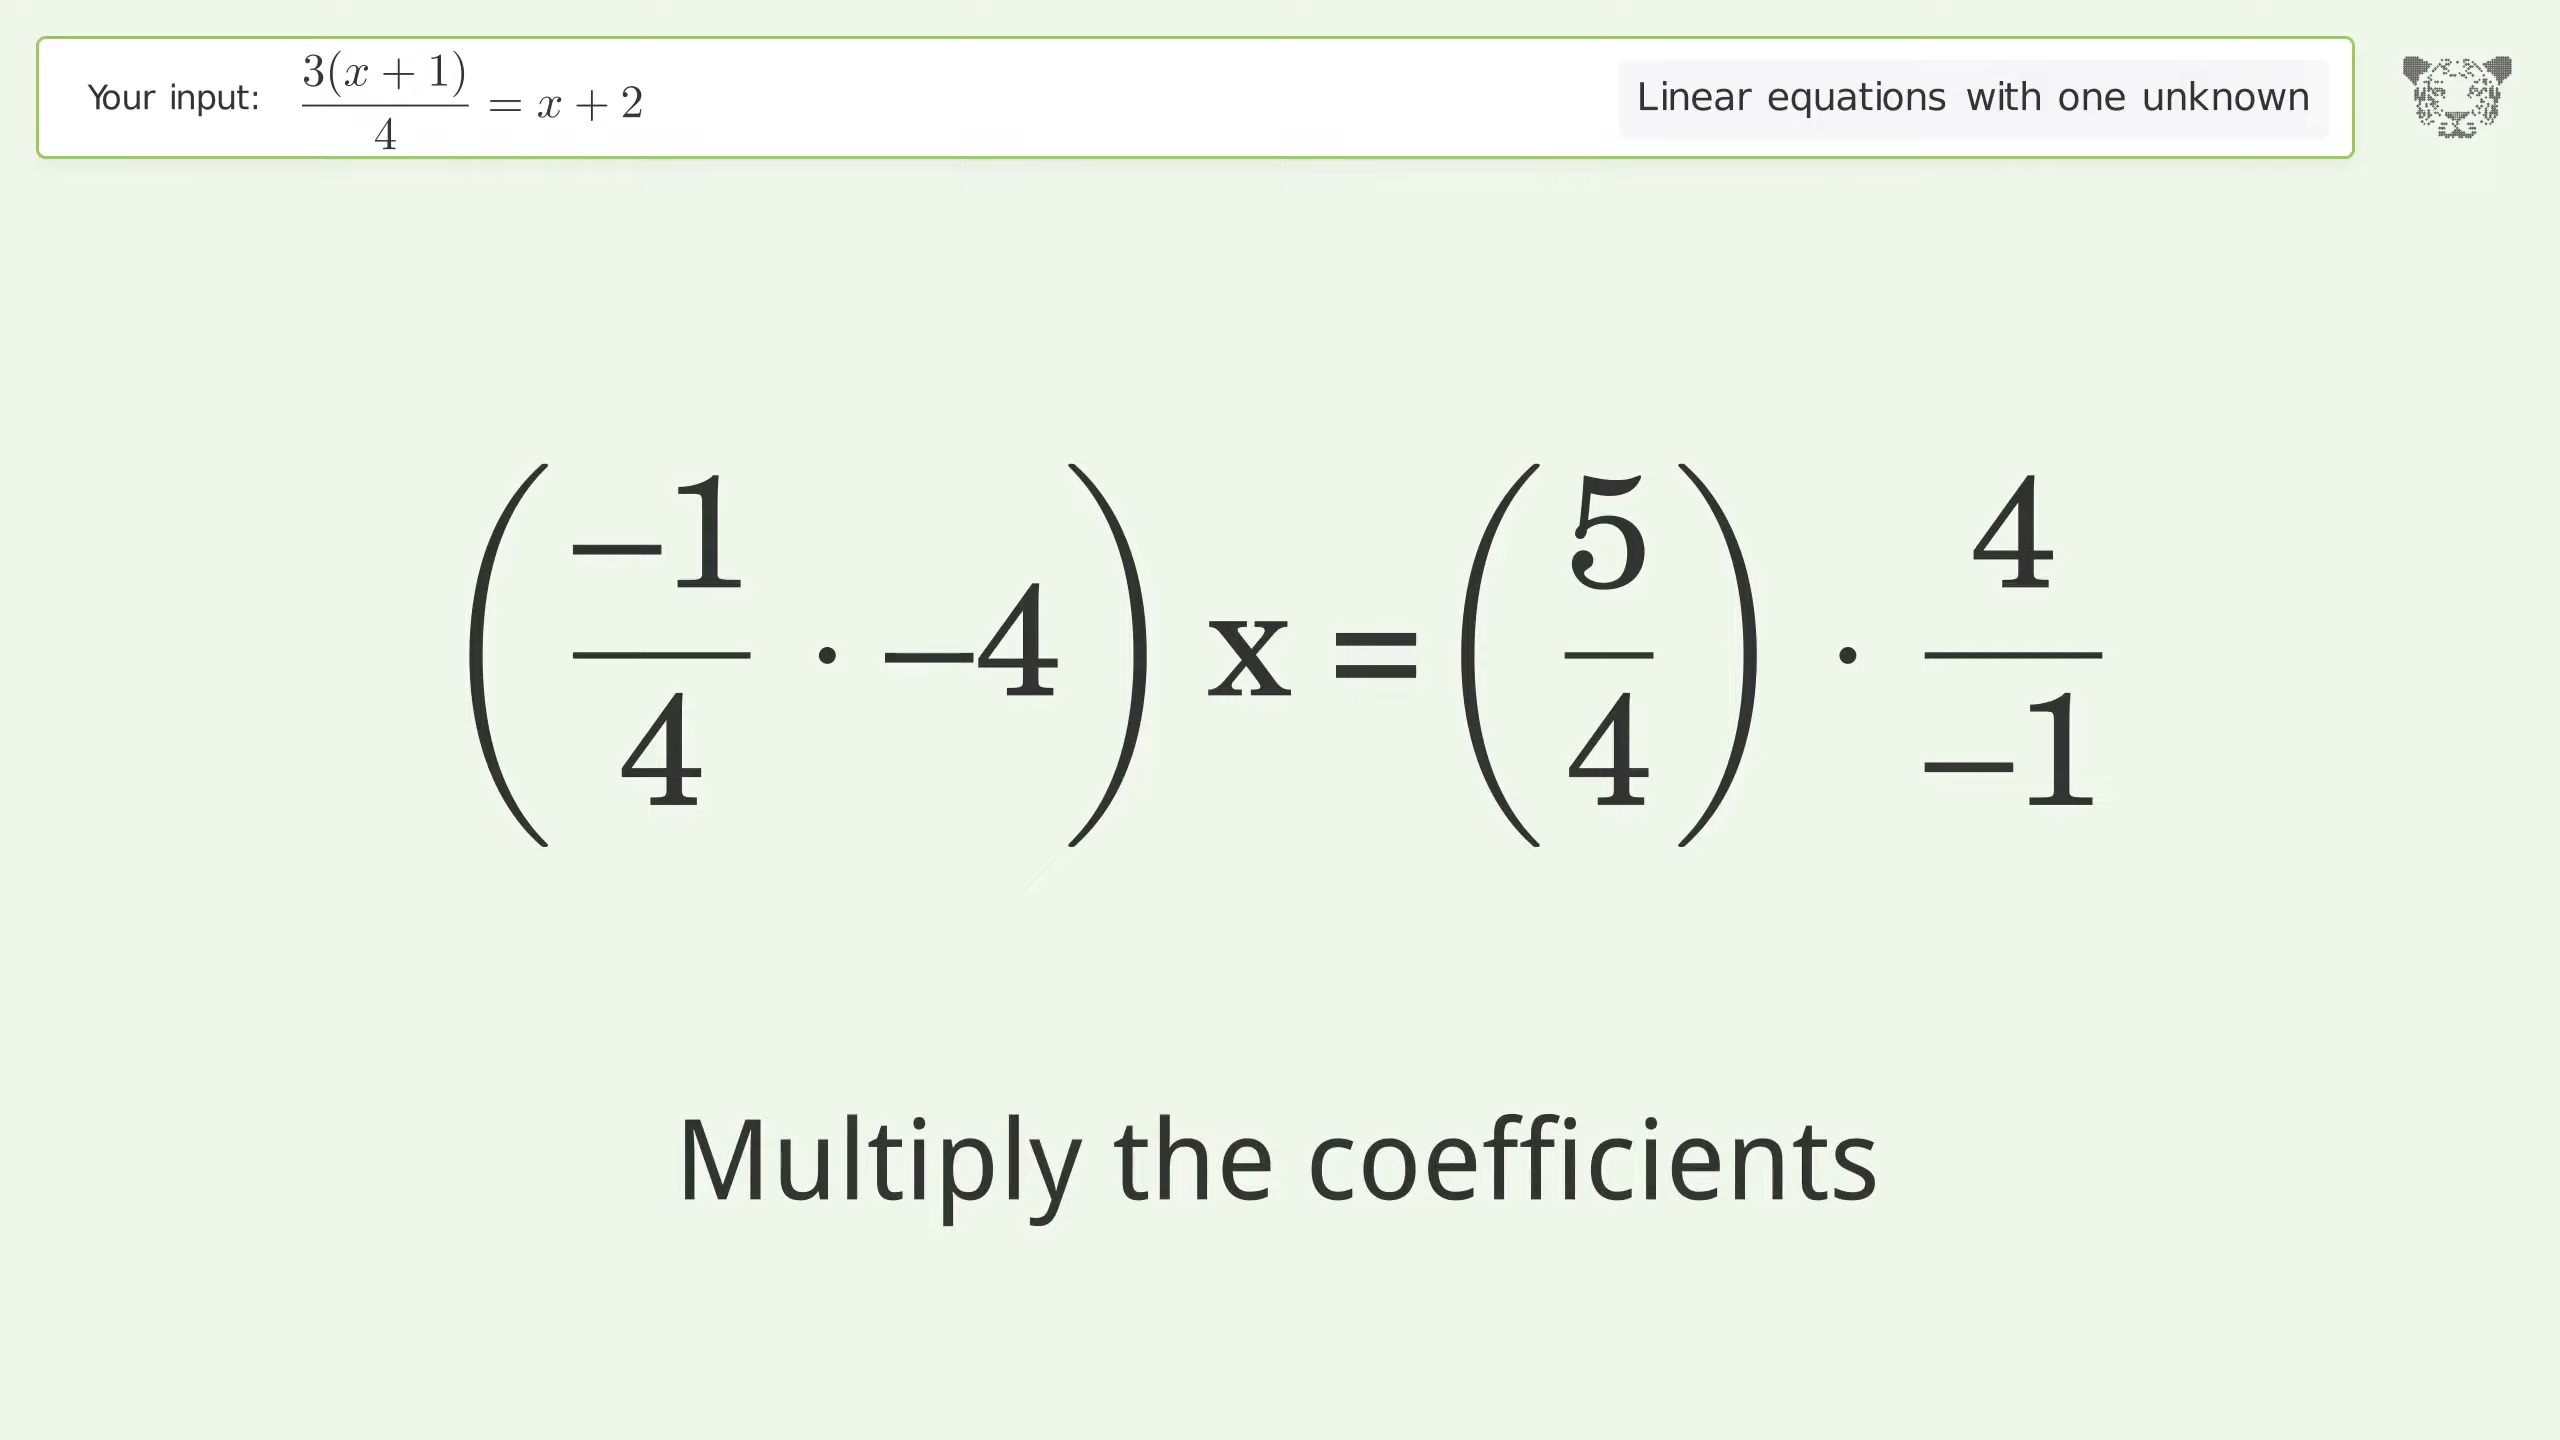 Your input: 3(x + 1)/4 = x + 2
Linear equations with one unknown
(−1/4 · −4) x = (5/4) · 4/−1
Multiply the coefficients